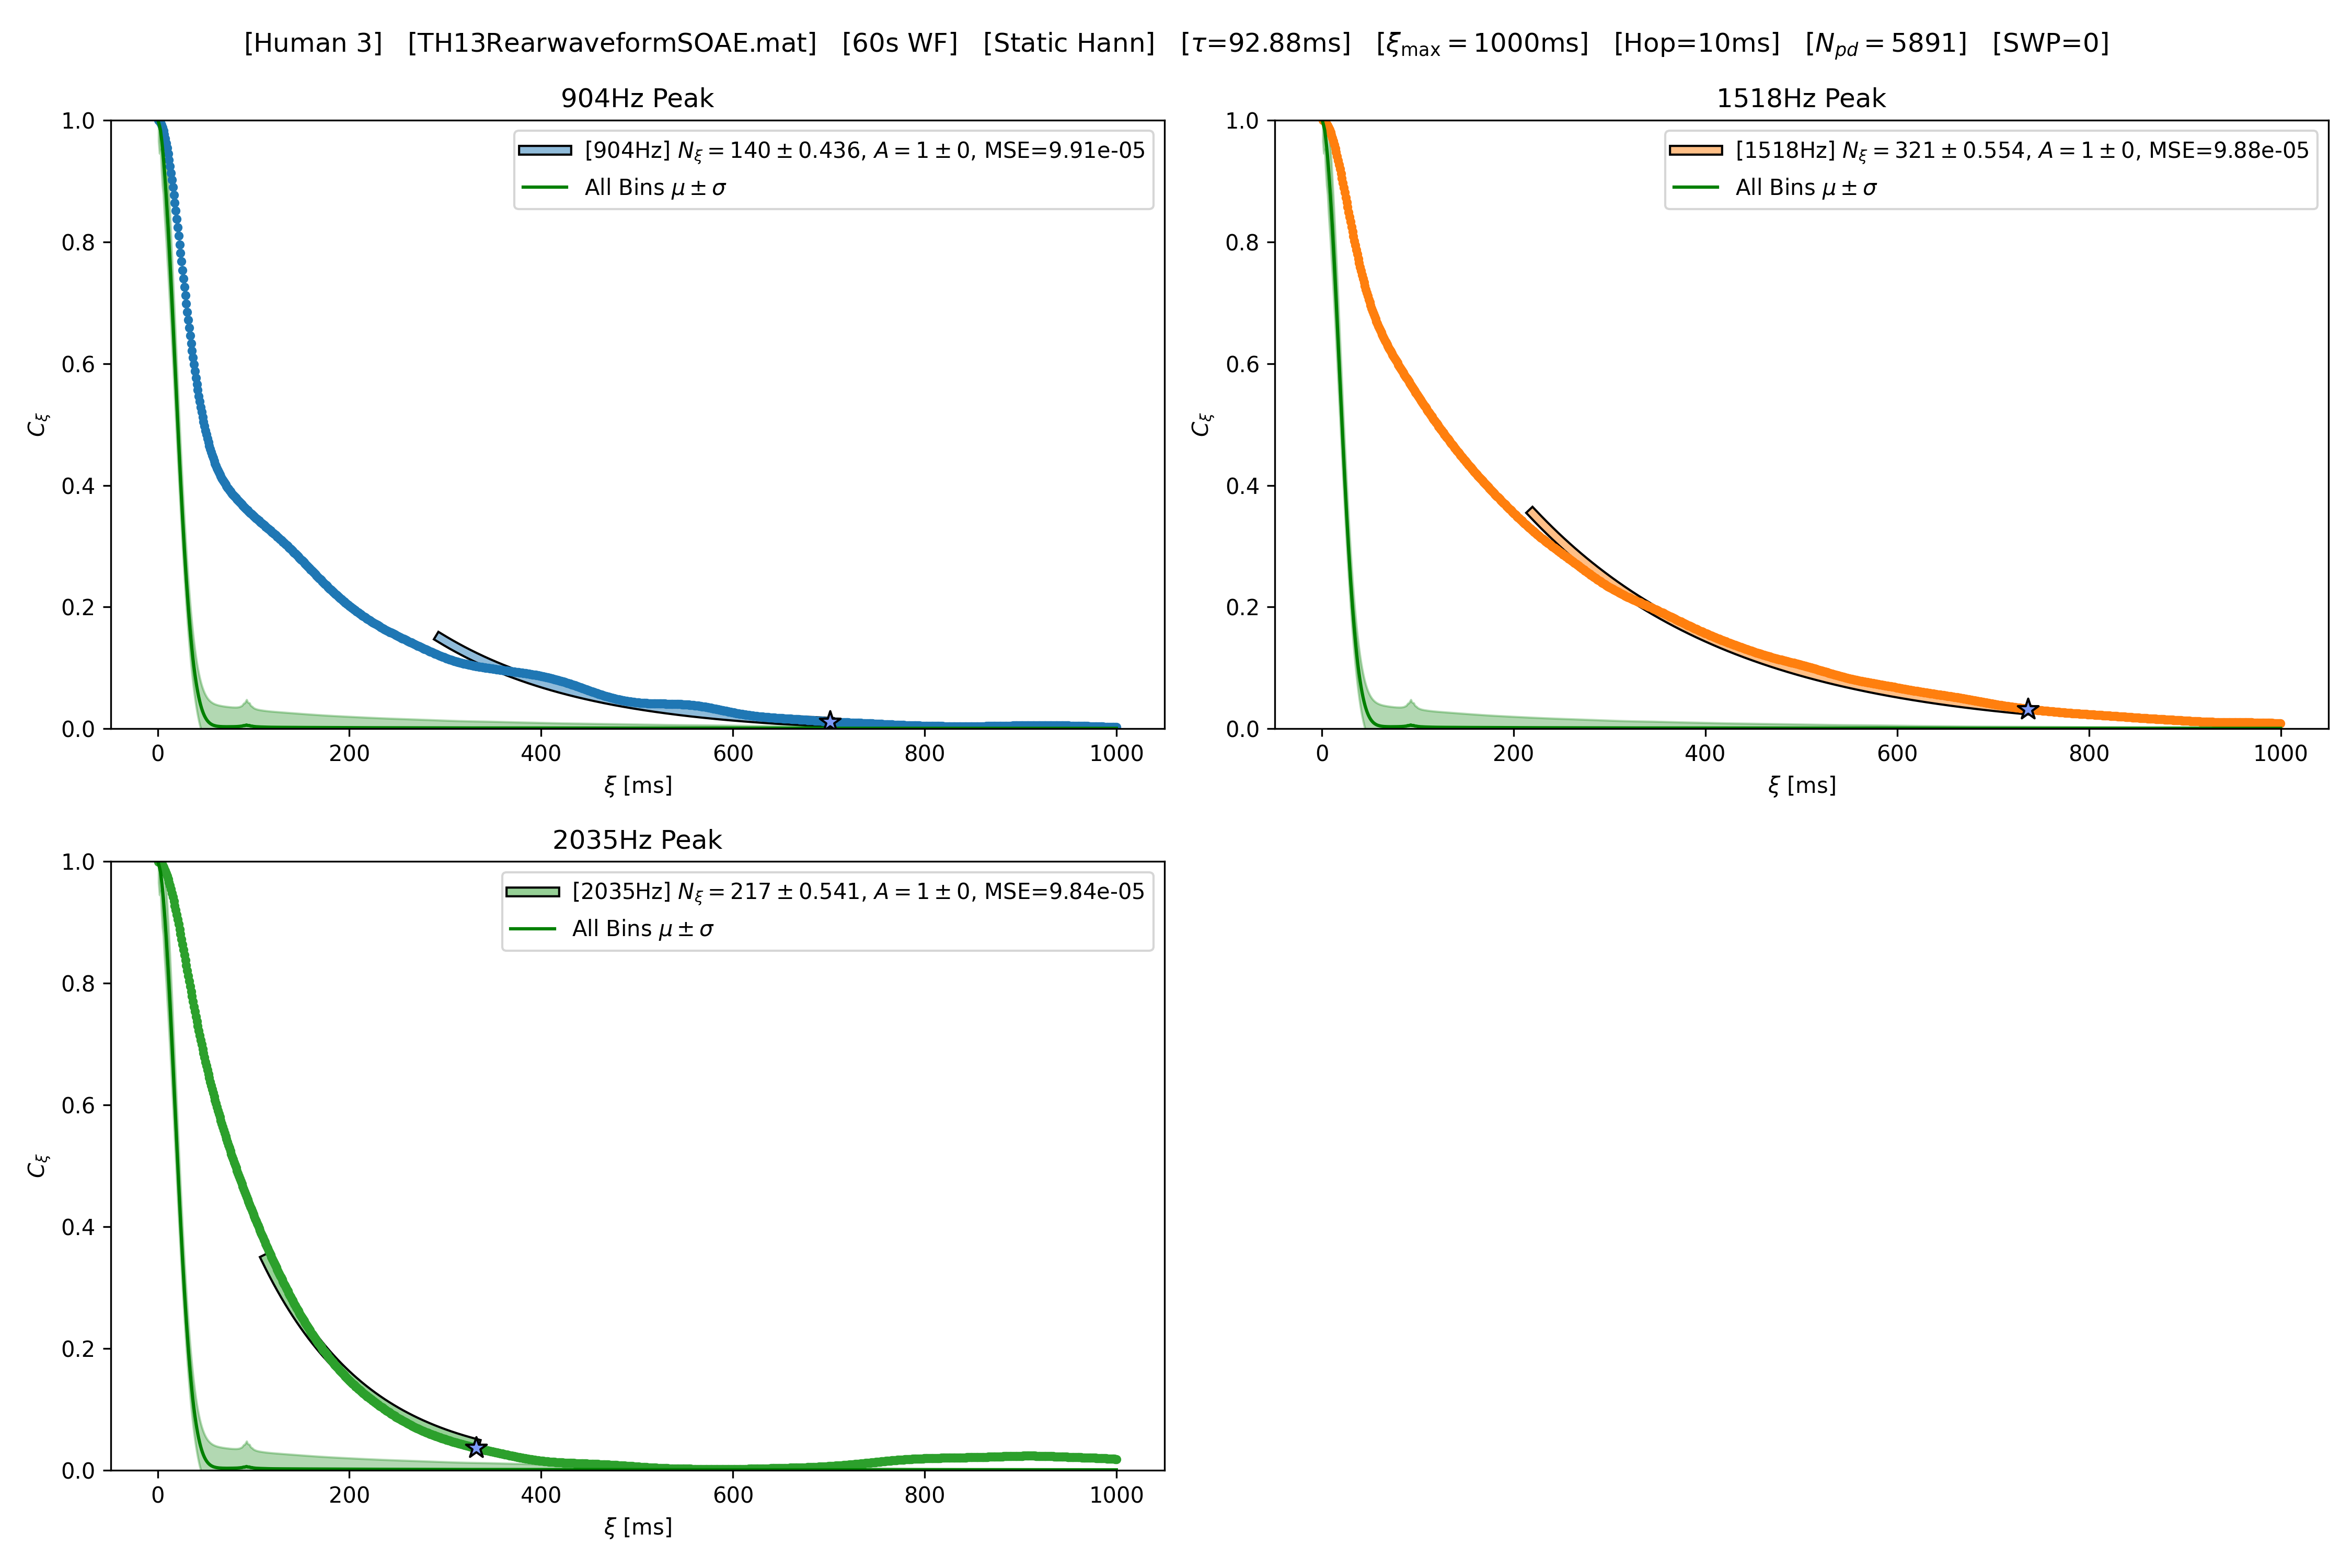 [Human 3] [TH13RearwaveformSOAE.mat] [60s WF] [Static Hann] [τ=92.88ms] [ξmax = 1000ms] [Hop=10ms] [Npd = 5891] [SWP=0]
904Hz Peak
1.0
0.8
0.6
0.4
0.2
0.0
Cξ
[904Hz] Nξ = 140 ± 0.436, A = 1 ± 0, MSE=9.91e-05
All Bins μ ± σ
0 200 400 600 800 1000
ξ [ms]
1518Hz Peak
1.0
0.8
0.6
0.4
0.2
0.0
Cξ
[1518Hz] Nξ = 321 ± 0.554, A = 1 ± 0, MSE=9.88e-05
All Bins μ ± σ
0 200 400 600 800 1000
ξ [ms]
2035Hz Peak
1.0
0.8
0.6
0.4
0.2
0.0
Cξ
[2035Hz] Nξ = 217 ± 0.541, A = 1 ± 0, MSE=9.84e-05
All Bins μ ± σ
0 200 400 600 800 1000
ξ [ms]